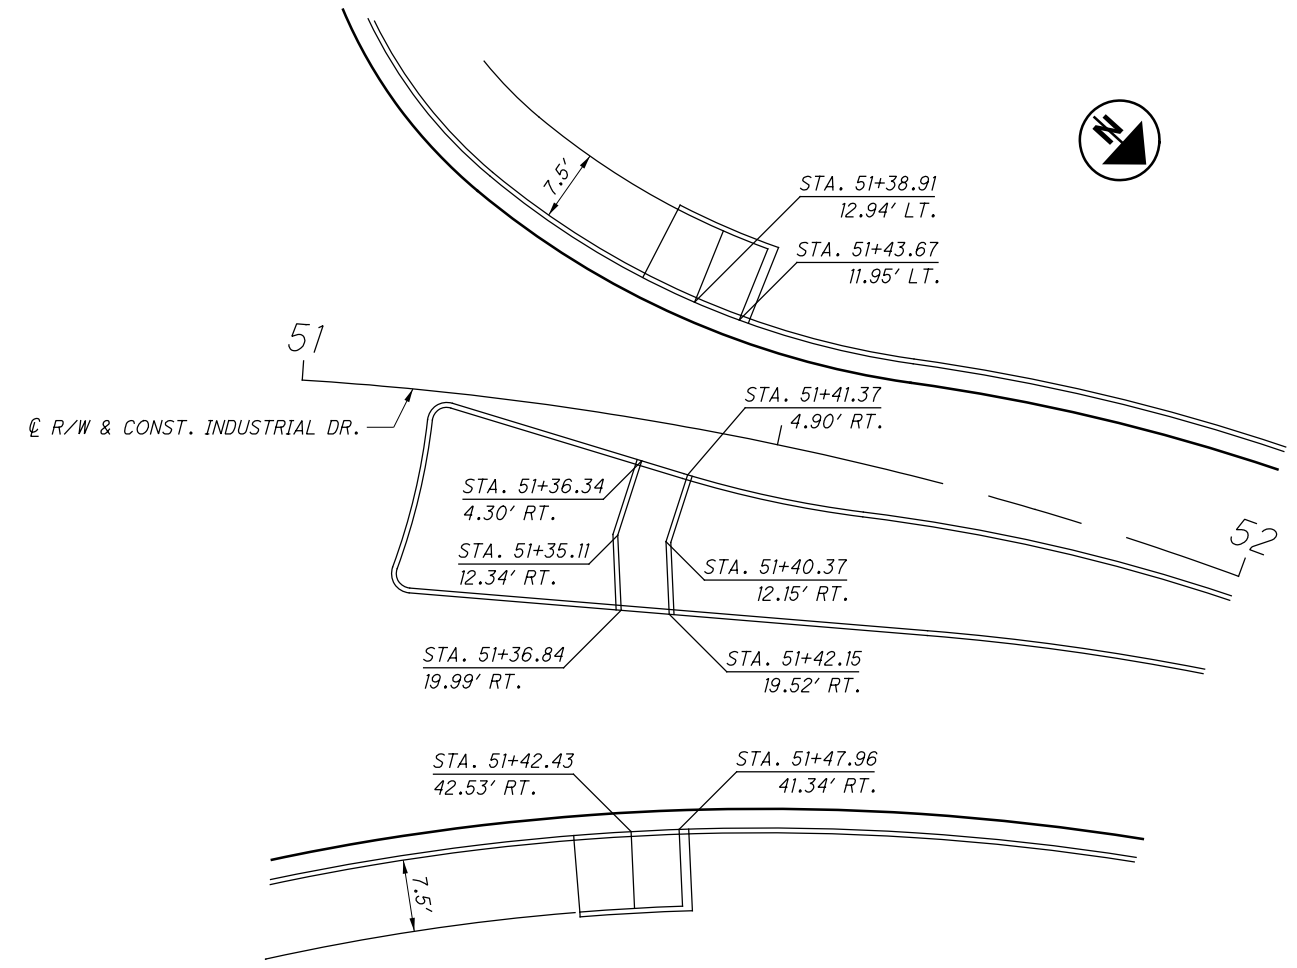 N
7.5'
STA. 51+38.91
12.94' LT.
STA. 51+43.67
11.95' LT.
51
STA. 51+41.37
4.90' RT.
℄ R/W & CONST. INDUSTRIAL DR.
STA. 51+36.34
4.30' RT.
STA. 51+35.11
12.34' RT.
52
STA. 51+40.37
12.15' RT.
STA. 51+36.84
19.99' RT.
STA. 51+42.15
19.52' RT.
STA. 51+42.43
42.53' RT.
STA. 51+47.96
41.34' RT.
7.5'